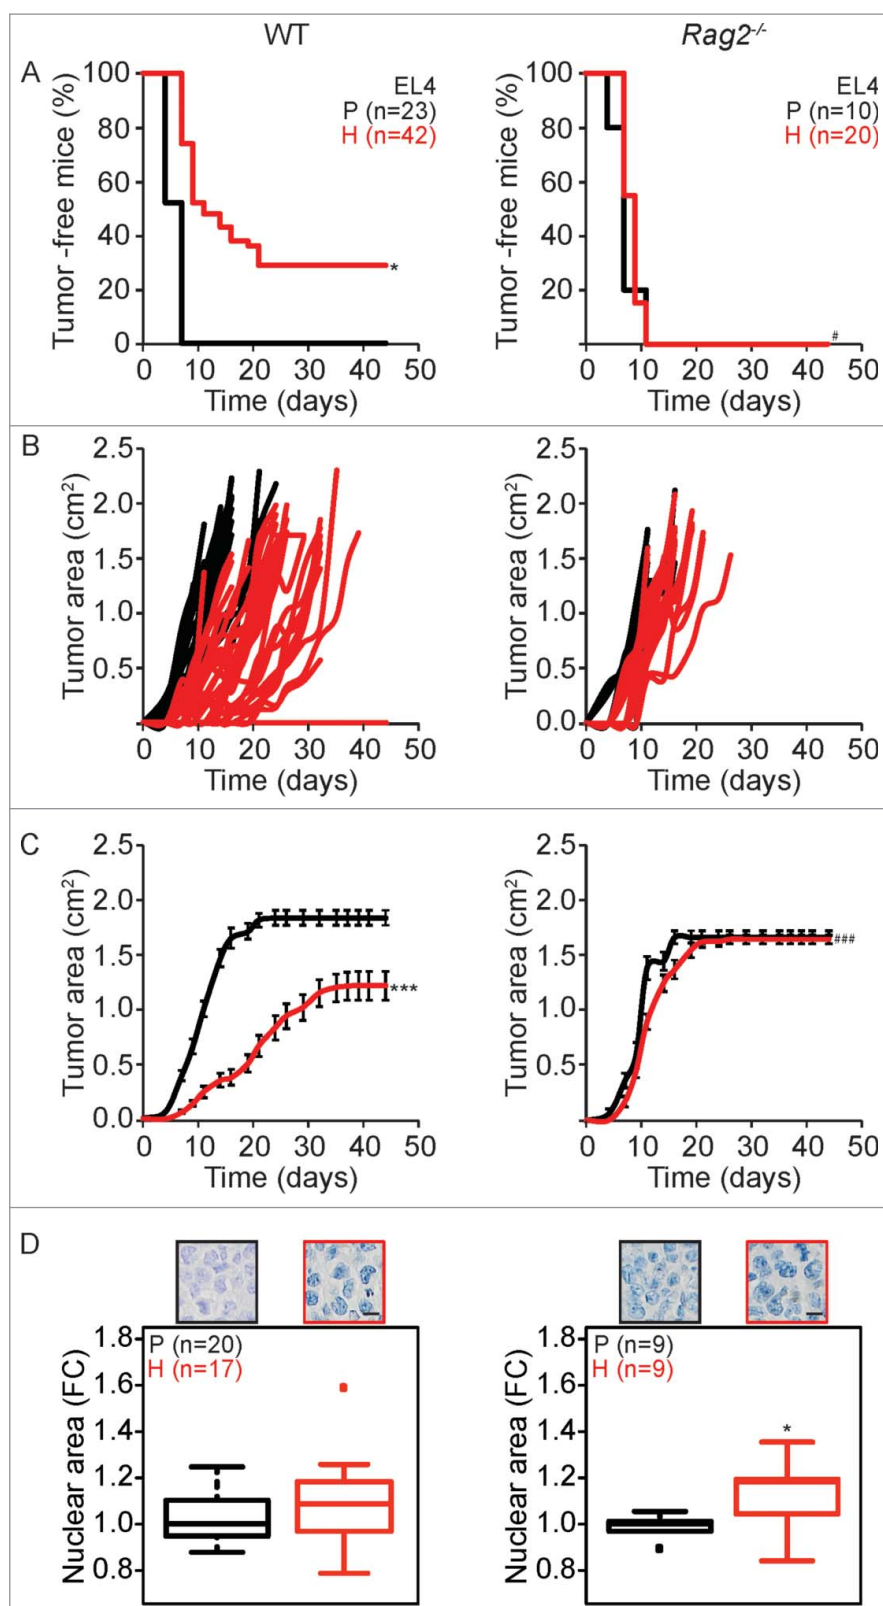 WT
Rag2-/-
A
Tumor -free mice (%)
100
80
60
40
20
0
EL4
P (n=23)
H (n=42)
*
0 10 20 30 40 50
Time (days)
Tumor -free mice (%)
100
80
60
40
20
0
EL4
P (n=10)
H (n=20)
#
0 10 20 30 40 50
Time (days)
B
Tumor area (cm²)
2.5
2.0
1.5
1.0
0.5
0.0
0 10 20 30 40 50
Time (days)
Tumor area (cm²)
2.5
2.0
1.5
1.0
0.5
0.0
0 10 20 30 40 50
Time (days)
C
Tumor area (cm²)
2.5
2.0
1.5
1.0
0.5
0.0
***
0 10 20 30 40 50
Time (days)
Tumor area (cm²)
2.5
2.0
1.5
1.0
0.5
0.0
###
0 10 20 30 40 50
Time (days)
D
Nuclear area (FC)
1.8
1.6
1.4
1.2
1.0
0.8
P (n=20)
H (n=17)
Nuclear area (FC)
1.8
1.6
1.4
1.2
1.0
0.8
P (n=9)
H (n=9)
*